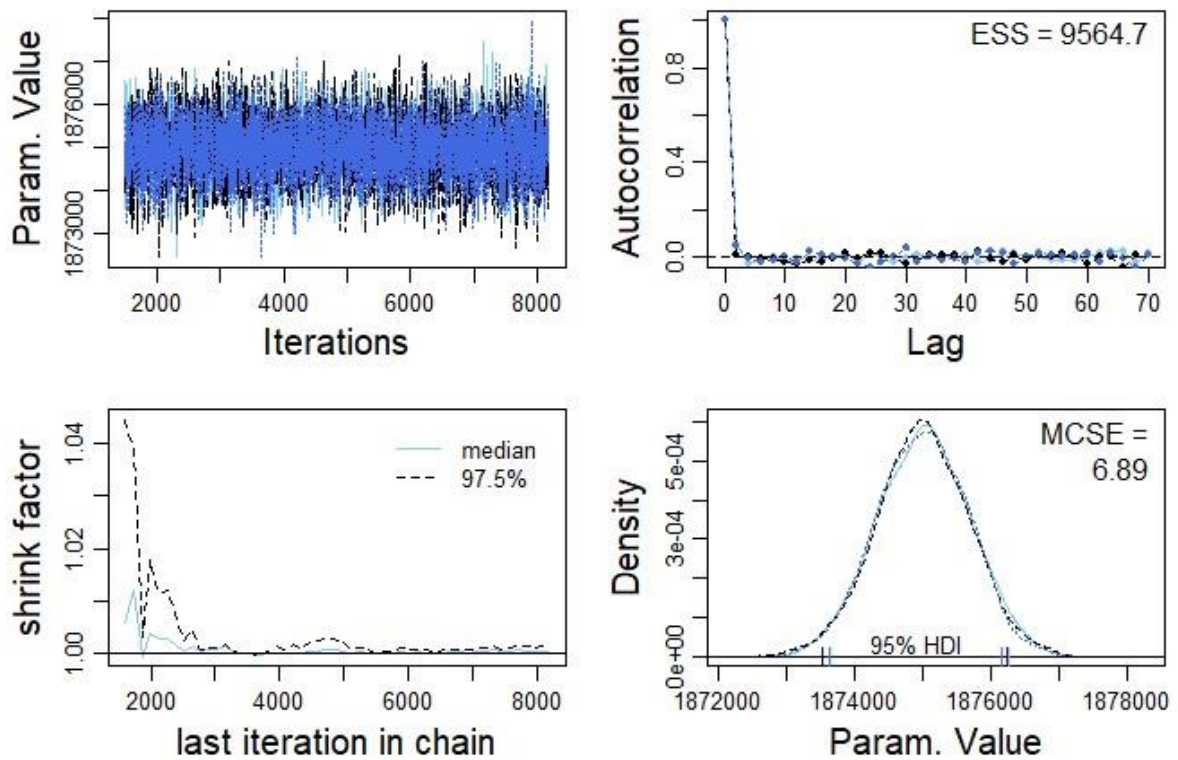 Param. Value
1873000
1876000
2000
4000
6000
8000
Iterations
Autocorrelation
0.0
0.4
0.8
ESS = 9564.7
0
10
20
30
40
50
60
70
Lag
shrink factor
1.00
1.02
1.04
median
97.5%
2000
4000
6000
8000
last iteration in chain
Density
0e+00
3e-04
5e-04
MCSE =
6.89
95% HDI
1872000
1874000
1876000
1878000
Param. Value